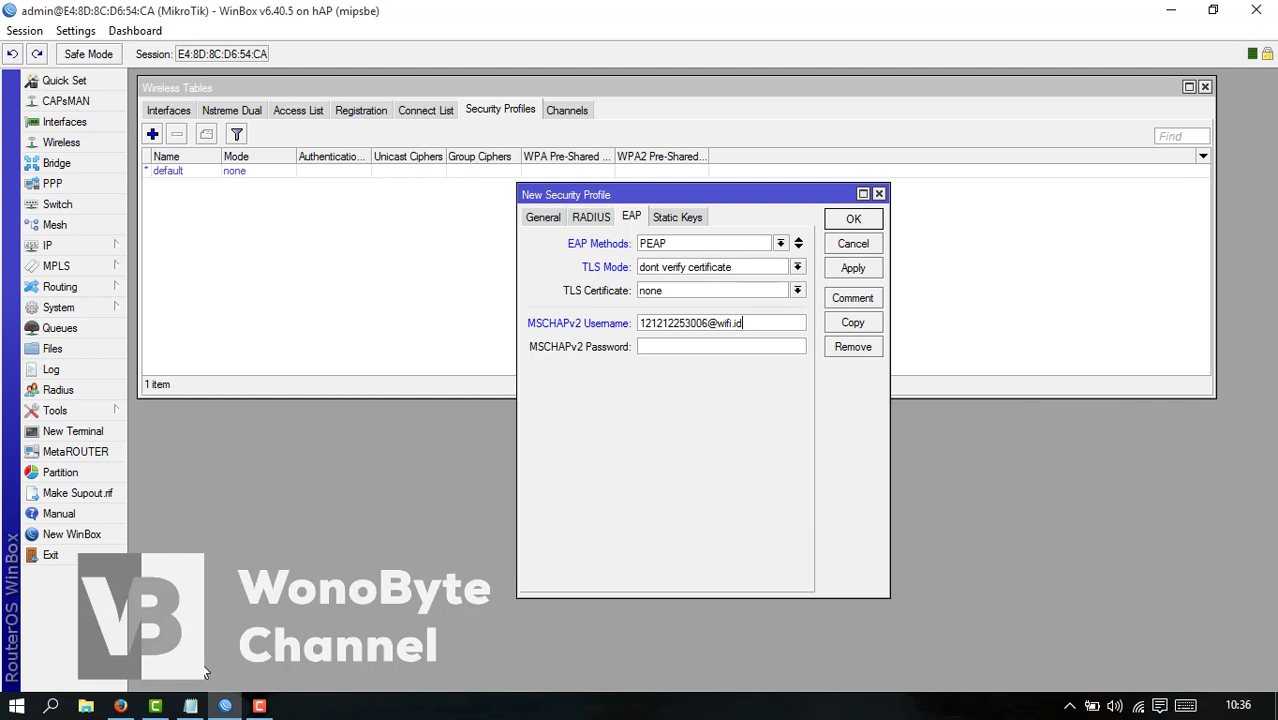 admin@E4:8D:8C:D6:54:CA (MikroTik) - WinBox v6.40.5 on hAP (mipsbe)
Session Settings Dashboard
Safe Mode Session: E4:8D:8C:D6:54:CA
Quick Set
CAPsMAN
Interfaces
Wireless
Bridge
PPP
Switch
Mesh
IP
MPLS
Routing
System
Queues
Files
Log
Radius
Tools
New Terminal
MetaROUTER
Partition
Make Supout.rif
Manual
New WinBox
Exit
RouterOS WinBox
Wireless Tables
Interfaces Nstreme Dual Access List Registration Connect List Security Profiles Channels
Find
Name Mode Authenticatio... Unicast Ciphers Group Ciphers WPA Pre-Shared ... WPA2 Pre-Shared...
* default none
1 item
New Security Profile
General RADIUS EAP Static Keys
EAP Methods: PEAP
TLS Mode: dont verify certificate
TLS Certificate: none
MSCHAPv2 Username: 121212253006@wifi.id
MSCHAPv2 Password:
OK
Cancel
Apply
Comment
Copy
Remove
VB
WonoByte
Channel
10:36